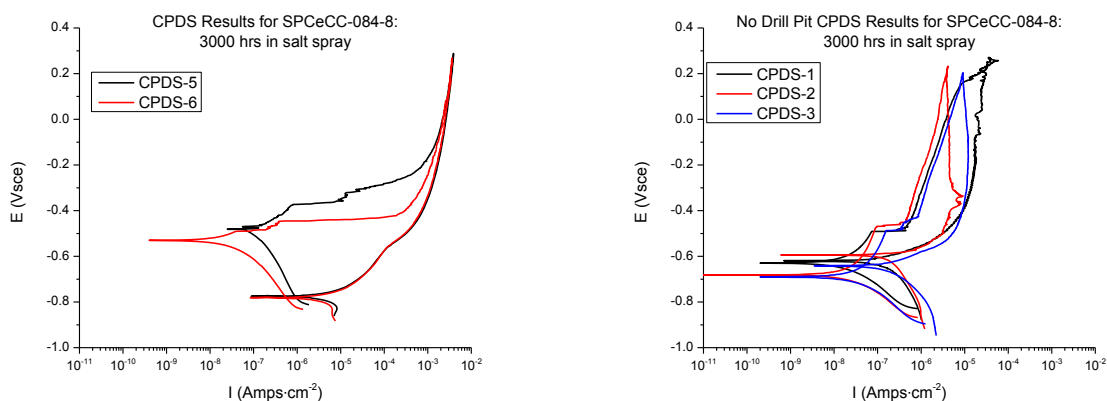 CPDS Results for SPCeCC-084-8:
3000 hrs in salt spray
0.4
0.2
0.0
-0.2
-0.4
-0.6
-0.8
-1.0
E (Vsce)
CPDS-5
CPDS-6
10⁻¹⁰ 10⁻⁹ 10⁻⁸ 10⁻⁷ 10⁻⁶ 10⁻⁵ 10⁻⁴ 10⁻³ 10⁻²
I (Amps·cm⁻²)
No Drill Pit CPDS Results for SPCeCC-084-8:
3000 hrs in salt spray
0.4
0.2
0.0
-0.2
-0.4
-0.6
-0.8
-1.0
E (Vsce)
CPDS-1
CPDS-2
CPDS-3
10⁻¹¹ 10⁻¹⁰ 10⁻⁹ 10⁻⁸ 10⁻⁷ 10⁻⁶ 10⁻⁵ 10⁻⁴ 10⁻³ 10⁻²
I (Amps·cm⁻²)